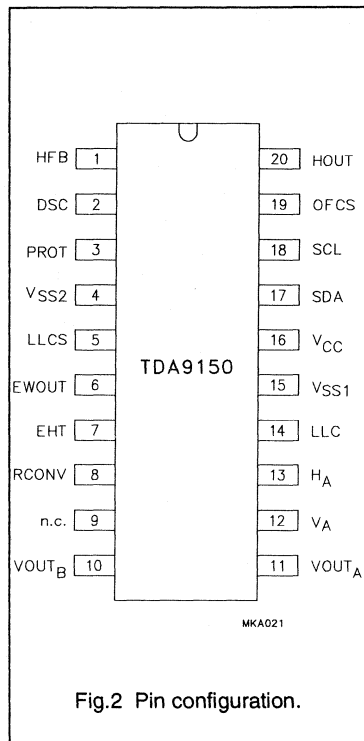 HFB 1 20 HOUT
DSC 2 19 OFCS
PROT 3 18 SCL
VSS2 4 17 SDA
LLCS 5 16 VCC
TDA9150
EWOUT 6 15 VSS1
EHT 7 14 LLC
RCONV 8 13 HA
n.c. 9 12 VA
VOUTB 10 11 VOUTA
MKA021
Fig.2 Pin configuration.